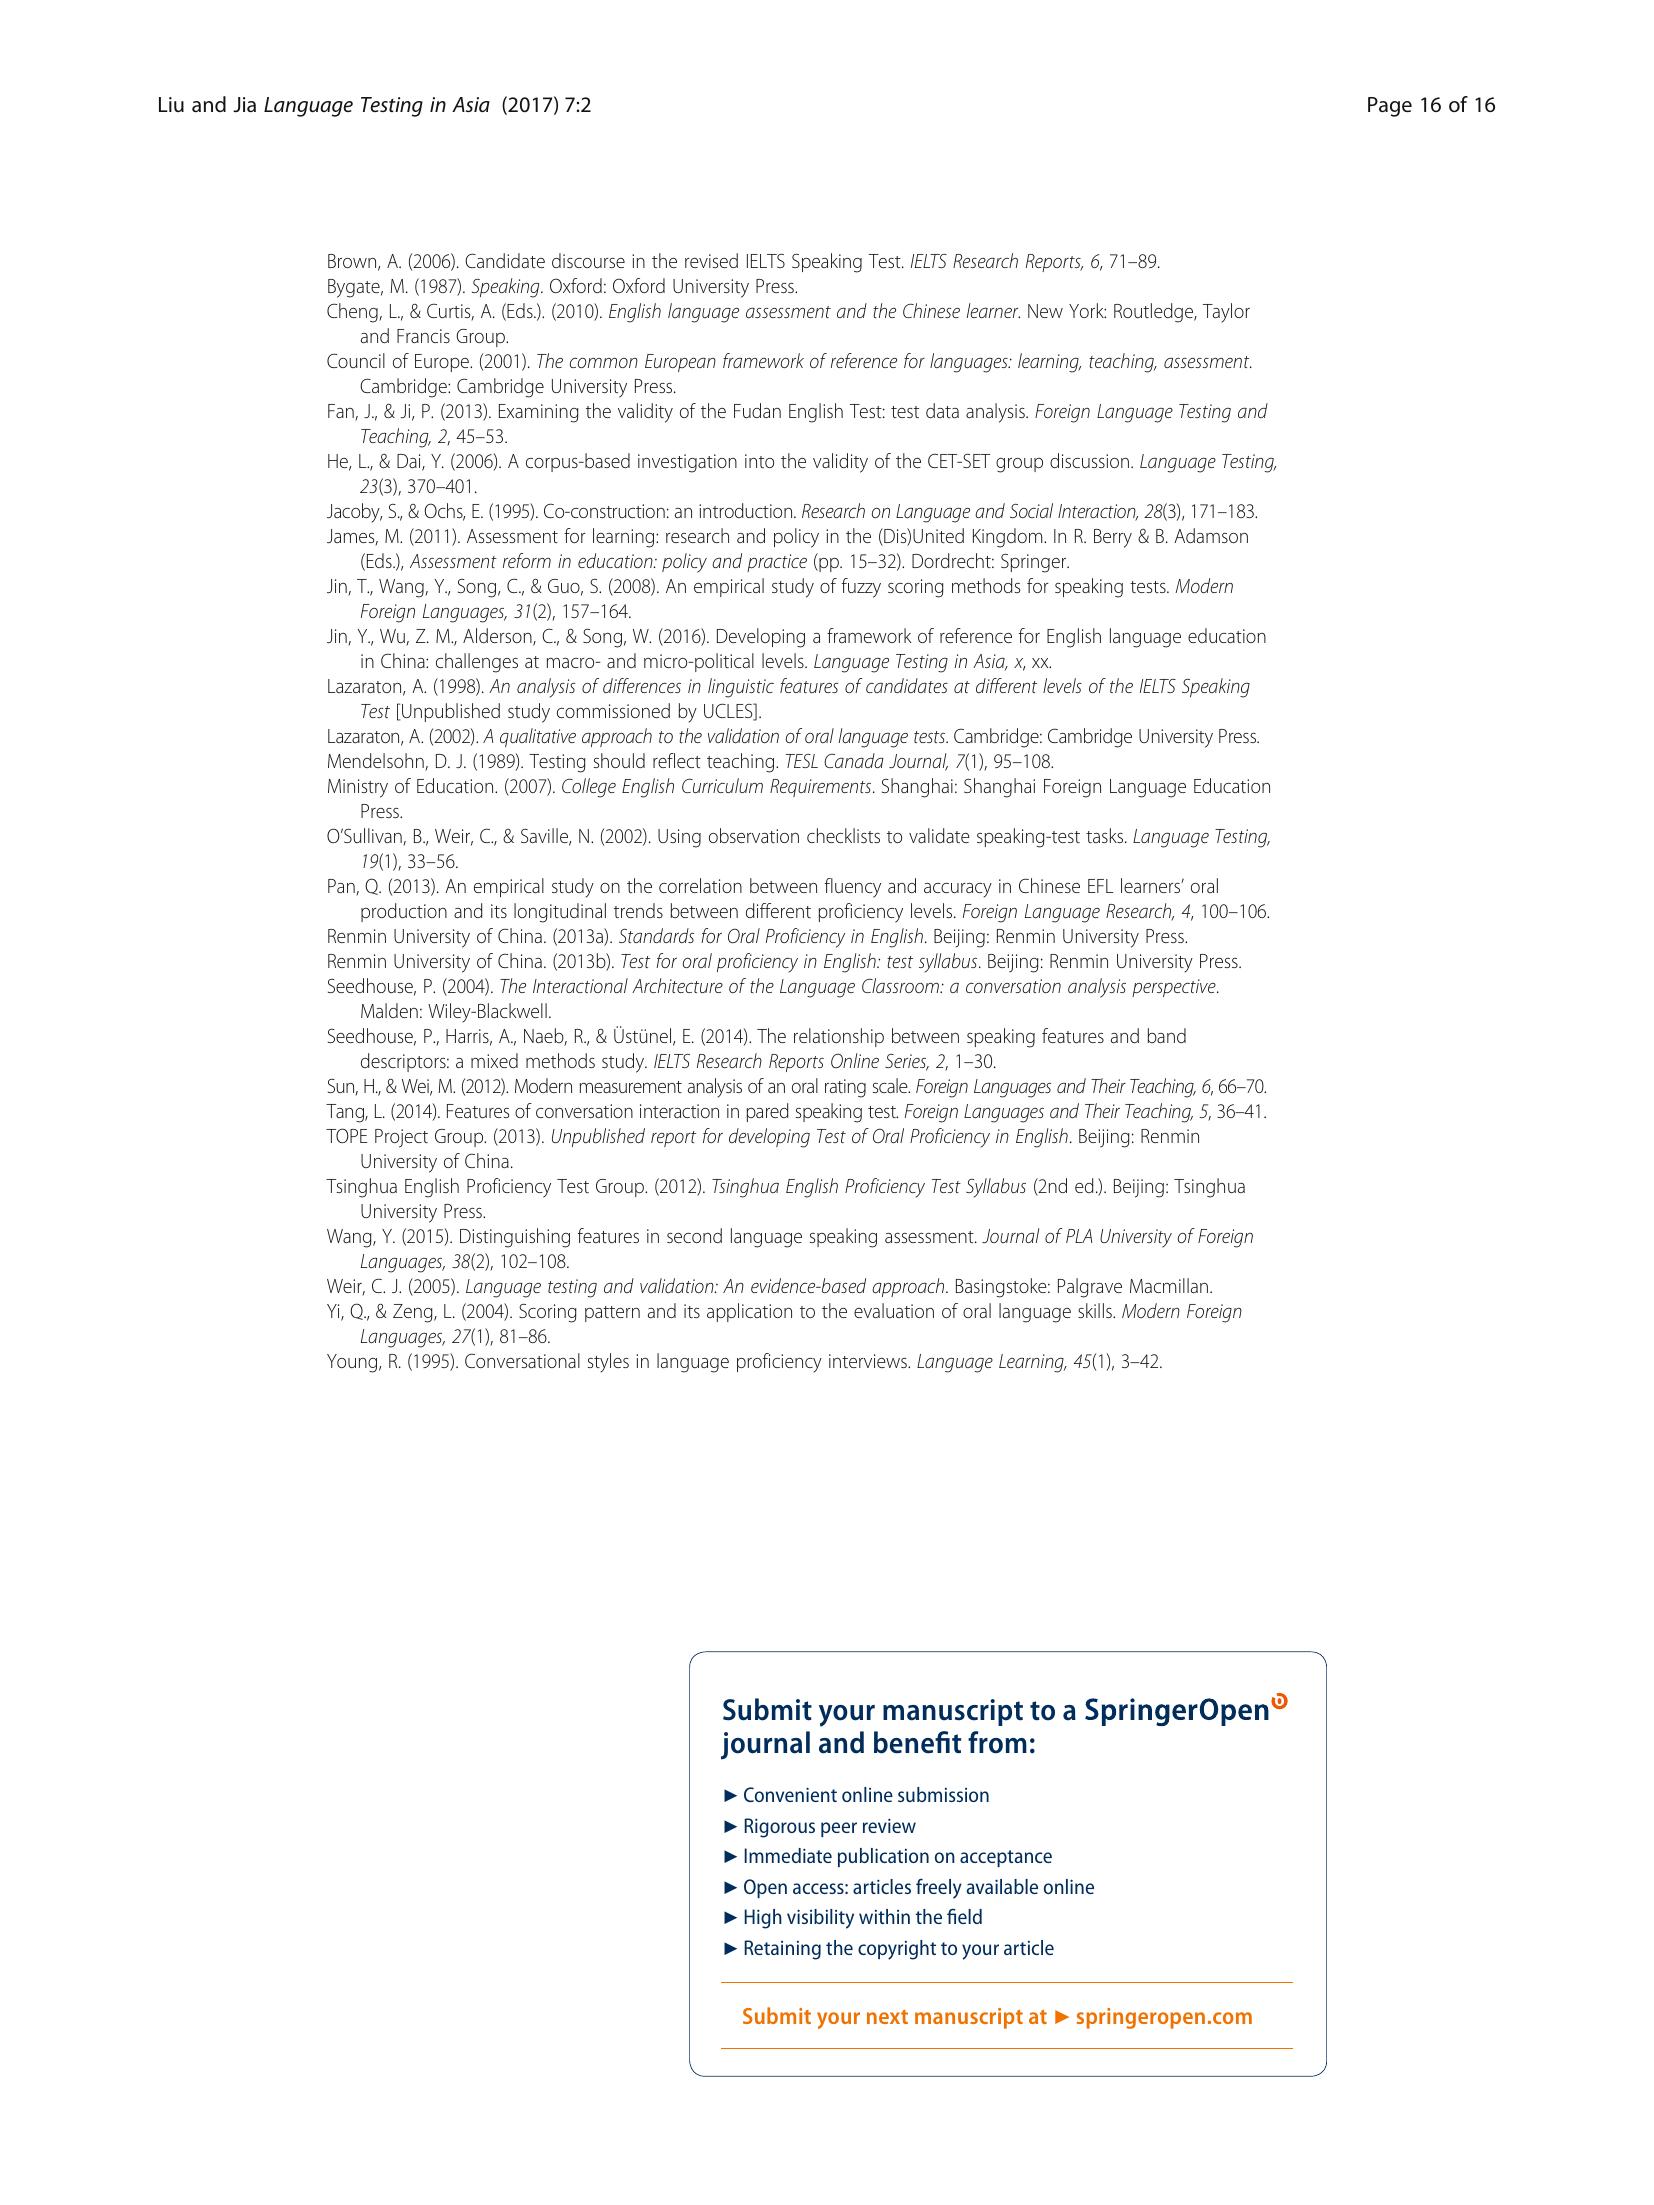 Liu and Jia Language Testing in Asia (2017) 7:2
Page 16 of 16
Brown, A. (2006). Candidate discourse in the revised IELTS Speaking Test. IELTS Research Reports, 6, 71–89.
Bygate, M. (1987). Speaking. Oxford: Oxford University Press.
Cheng, L., & Curtis, A. (Eds.). (2010). English language assessment and the Chinese learner. New York: Routledge, Taylor
and Francis Group.
Council of Europe. (2001). The common European framework of reference for languages: learning, teaching, assessment.
Cambridge: Cambridge University Press.
Fan, J., & Ji, P. (2013). Examining the validity of the Fudan English Test: test data analysis. Foreign Language Testing and
Teaching, 2, 45–53.
He, L., & Dai, Y. (2006). A corpus-based investigation into the validity of the CET-SET group discussion. Language Testing,
23(3), 370–401.
Jacoby, S., & Ochs, E. (1995). Co-construction: an introduction. Research on Language and Social Interaction, 28(3), 171–183.
James, M. (2011). Assessment for learning: research and policy in the (Dis)United Kingdom. In R. Berry & B. Adamson
(Eds.), Assessment reform in education: policy and practice (pp. 15–32). Dordrecht: Springer.
Jin, T., Wang, Y., Song, C., & Guo, S. (2008). An empirical study of fuzzy scoring methods for speaking tests. Modern
Foreign Languages, 31(2), 157–164.
Jin, Y., Wu, Z. M., Alderson, C., & Song, W. (2016). Developing a framework of reference for English language education
in China: challenges at macro- and micro-political levels. Language Testing in Asia, x, xx.
Lazaraton, A. (1998). An analysis of differences in linguistic features of candidates at different levels of the IELTS Speaking
Test [Unpublished study commissioned by UCLES].
Lazaraton, A. (2002). A qualitative approach to the validation of oral language tests. Cambridge: Cambridge University Press.
Mendelsohn, D. J. (1989). Testing should reflect teaching. TESL Canada Journal, 7(1), 95–108.
Ministry of Education. (2007). College English Curriculum Requirements. Shanghai: Shanghai Foreign Language Education
Press.
O’Sullivan, B., Weir, C., & Saville, N. (2002). Using observation checklists to validate speaking-test tasks. Language Testing,
19(1), 33–56.
Pan, Q. (2013). An empirical study on the correlation between fluency and accuracy in Chinese EFL learners’ oral
production and its longitudinal trends between different proficiency levels. Foreign Language Research, 4, 100–106.
Renmin University of China. (2013a). Standards for Oral Proficiency in English. Beijing: Renmin University Press.
Renmin University of China. (2013b). Test for oral proficiency in English: test syllabus. Beijing: Renmin University Press.
Seedhouse, P. (2004). The Interactional Architecture of the Language Classroom: a conversation analysis perspective.
Malden: Wiley-Blackwell.
Seedhouse, P., Harris, A., Naeb, R., & Üstünel, E. (2014). The relationship between speaking features and band
descriptors: a mixed methods study. IELTS Research Reports Online Series, 2, 1–30.
Sun, H., & Wei, M. (2012). Modern measurement analysis of an oral rating scale. Foreign Languages and Their Teaching, 6, 66–70.
Tang, L. (2014). Features of conversation interaction in pared speaking test. Foreign Languages and Their Teaching, 5, 36–41.
TOPE Project Group. (2013). Unpublished report for developing Test of Oral Proficiency in English. Beijing: Renmin
University of China.
Tsinghua English Proficiency Test Group. (2012). Tsinghua English Proficiency Test Syllabus (2nd ed.). Beijing: Tsinghua
University Press.
Wang, Y. (2015). Distinguishing features in second language speaking assessment. Journal of PLA University of Foreign
Languages, 38(2), 102–108.
Weir, C. J. (2005). Language testing and validation: An evidence-based approach. Basingstoke: Palgrave Macmillan.
Yi, Q., & Zeng, L. (2004). Scoring pattern and its application to the evaluation of oral language skills. Modern Foreign
Languages, 27(1), 81–86.
Young, R. (1995). Conversational styles in language proficiency interviews. Language Learning, 45(1), 3–42.
Submit your manuscript to a SpringerOpen
journal and benefit from:
► Convenient online submission
► Rigorous peer review
► Immediate publication on acceptance
► Open access: articles freely available online
► High visibility within the field
► Retaining the copyright to your article
Submit your next manuscript at ► springeropen.com